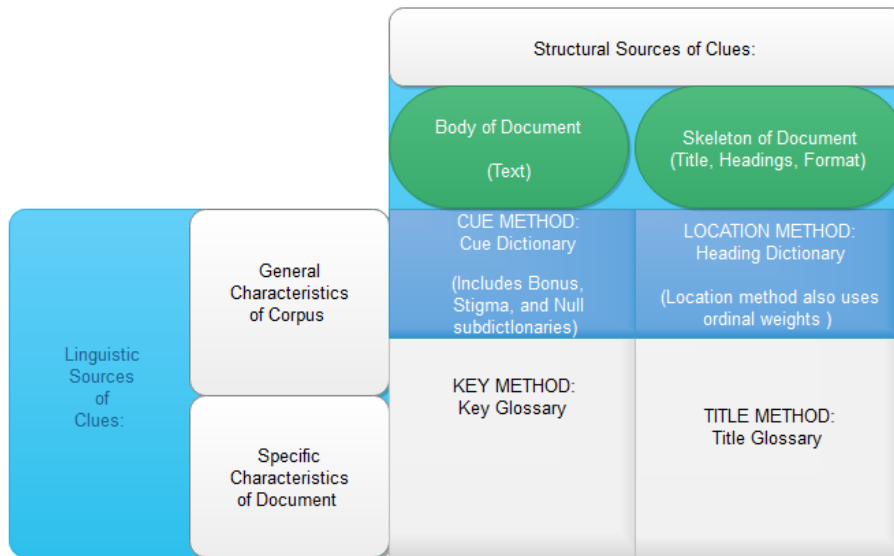 Structural Sources of Clues:
Body of Document
(Text)
Skeleton of Document
(Title, Headings, Format)
Linguistic
Sources
of
Clues:
General
Characteristics
of Corpus
CUE METHOD:
Cue Dictionary
(Includes Bonus,
Stigma, and Null
subdictlonaries)
LOCATION METHOD:
Heading Dictionary
(Location method also uses
ordinal weights )
Specific
Characteristics
of Document
KEY METHOD:
Key Glossary
TITLE METHOD:
Title Glossary